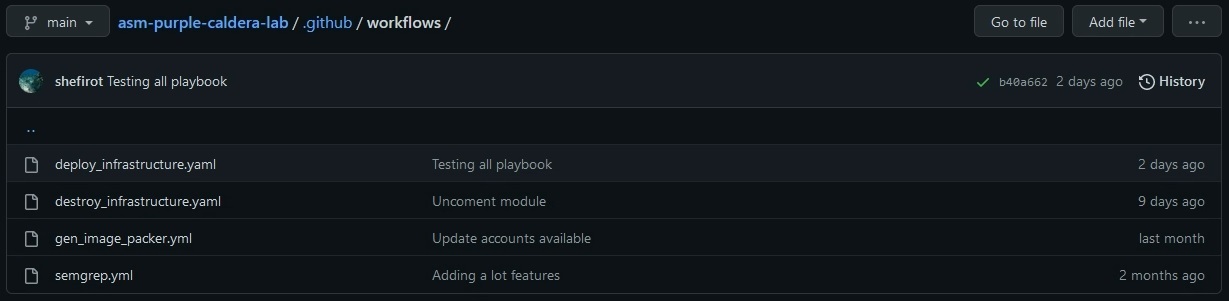 main asm-purple-caldera-lab / .github / workflows / Go to file Add file ...
shefirot Testing all playbook b40a662 2 days ago History
..
deploy_infrastructure.yaml Testing all playbook 2 days ago
destroy_infrastructure.yaml Uncoment module 9 days ago
gen_image_packer.yml Update accounts available last month
semgrep.yml Adding a lot features 2 months ago